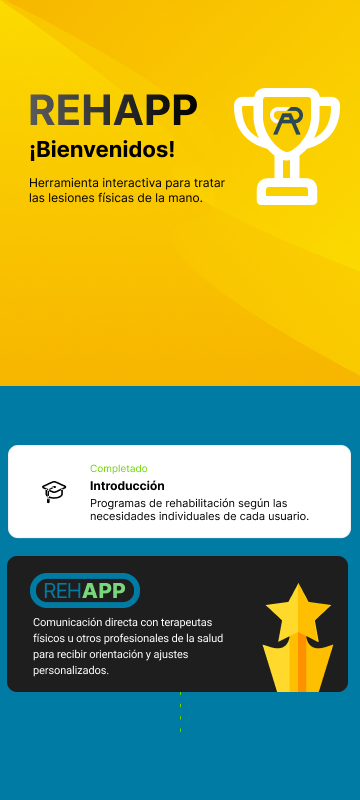 REHAPP
¡Bienvenidos!
Herramienta interactiva para tratar
las lesiones físicas de la mano.
Completado
Introducción
Programas de rehabilitación según las
necesidades individuales de cada usuario.
REHAPP
Comunicación directa con terapeutas
físicos u otros profesionales de la salud
para recibir orientación y ajustes
personalizados.